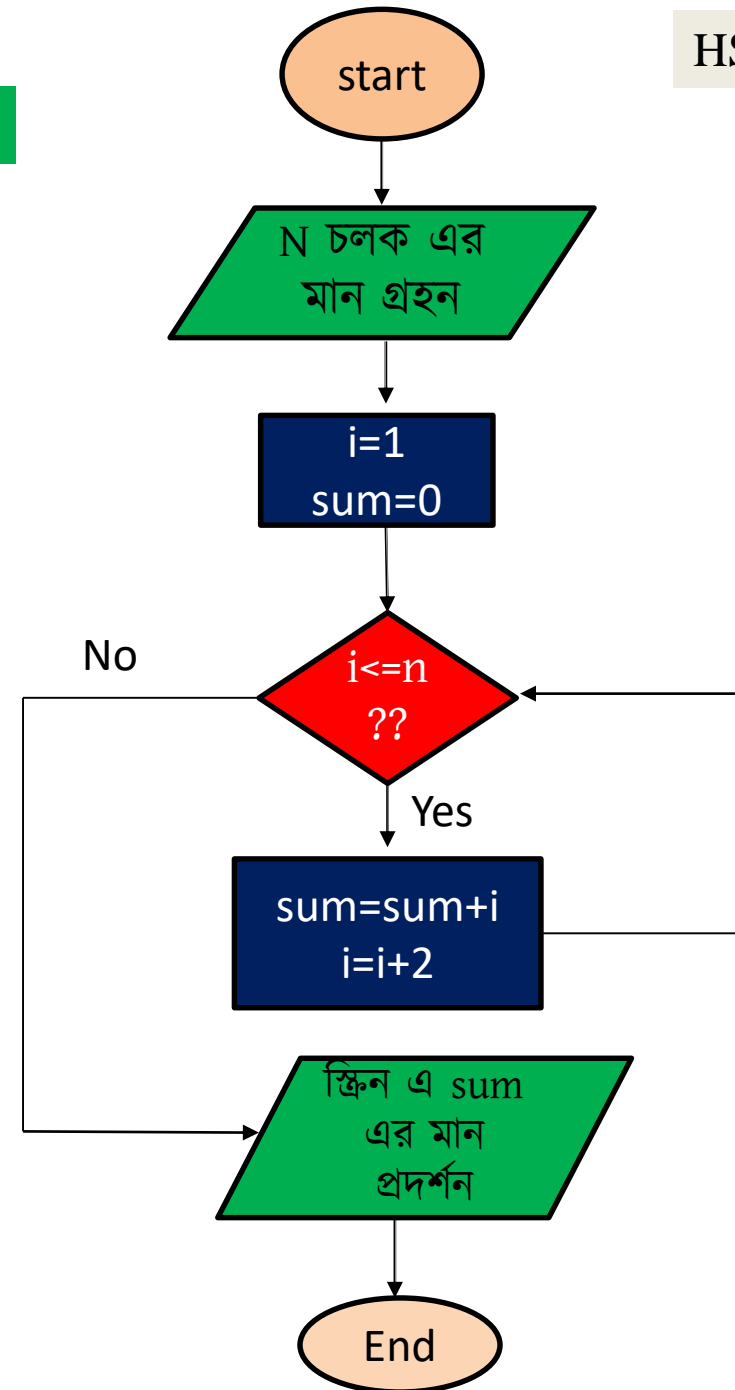 HS
start
N চলক এর
মান গ্রহন
i=1
sum=0
No
i<=n
??
Yes
sum=sum+i
i=i+2
স্ক্রিন এ sum
এর মান
প্রদর্শন
End